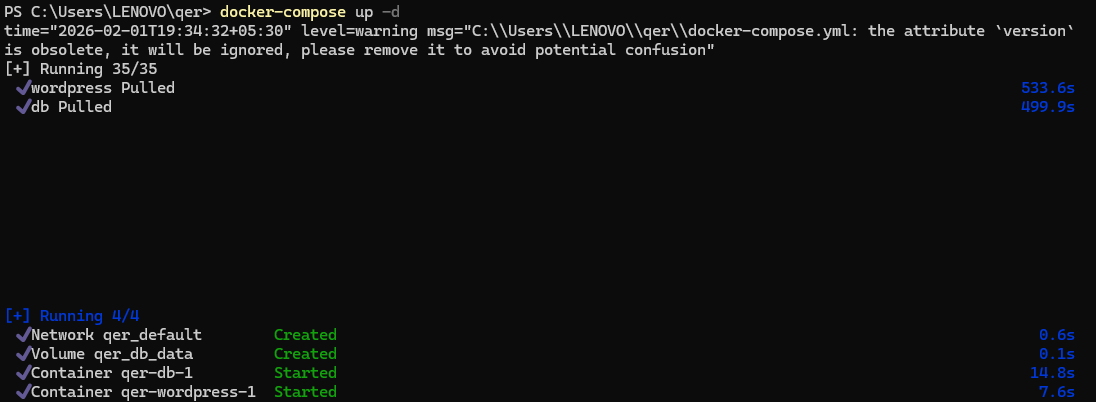 PS C:\Users\LENOVO\qer> docker-compose up -d
time="2026-02-01T19:34:32+05:30" level=warning msg="C:\\Users\\LENOVO\\qer\\docker-compose.yml: the attribute `version`
is obsolete, it will be ignored, please remove it to avoid potential confusion"
[+] Running 35/35
✔wordpress Pulled 533.6s
✔db Pulled 499.9s
[+] Running 4/4
✔Network qer_default Created 0.6s
✔Volume qer_db_data Created 0.1s
✔Container qer-db-1 Started 14.8s
✔Container qer-wordpress-1 Started 7.6s